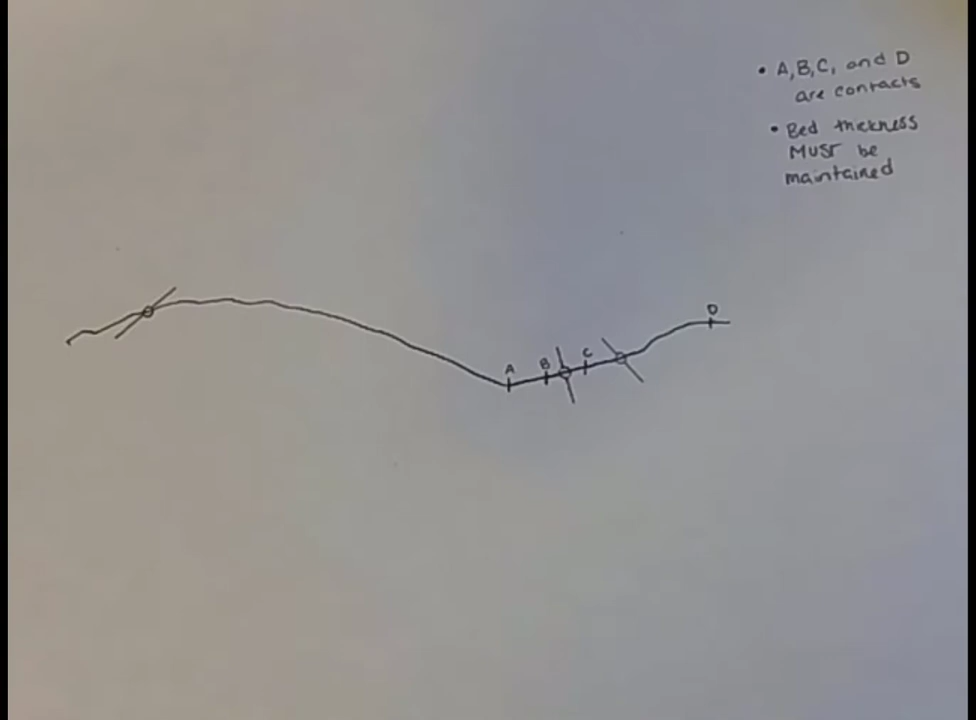 • A,B,C, and D
are contacts
• Bed thickness
MUST be
maintained
A
B
C
D